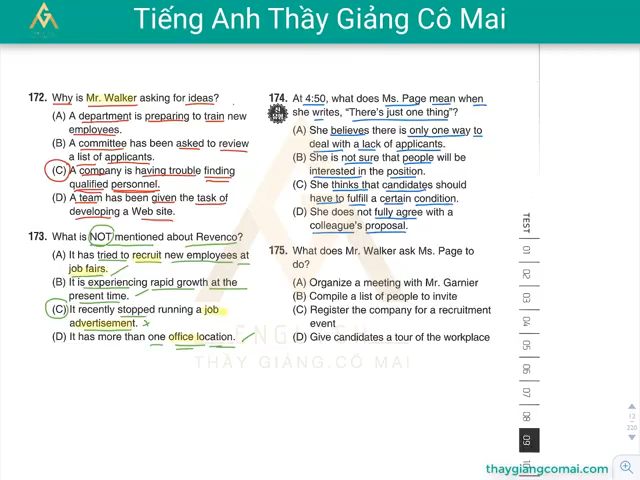 Tiếng Anh Thầy Giảng Cô Mai
172. Why is Mr. Walker asking for ideas?
(A) A department is preparing to train new
employees.
(B) A committee has been asked to review
a list of applicants.
(C) A company is having trouble finding
qualified personnel.
(D) A team has been given the task of
developing a Web site.
173. What is NOT mentioned about Revenco?
(A) It has tried to recruit new employees at
job fairs.
(B) It is experiencing rapid growth at the
present time.
(C) It recently stopped running a job
advertisement.
(D) It has more than one office location.
174. At 4:50, what does Ms. Page mean when
she writes, “There's just one thing”?
(A) She believes there is only one way to
deal with a lack of applicants.
(B) She is not sure that people will be
interested in the position.
(C) She thinks that candidates should
have to fulfill a certain condition.
(D) She does not fully agree with a
colleague's proposal.
175. What does Mr. Walker ask Ms. Page to
do?
(A) Organize a meeting with Mr. Garnier
(B) Compile a list of people to invite
(C) Register the company for a recruitment
event
(D) Give candidates a tour of the workplace
ENGLISH
THẦY GIẢNG.CÔ MAI
TEST
01
02
03
04
05
06
07
08
09
10
12
220
thaygiangcomai.com